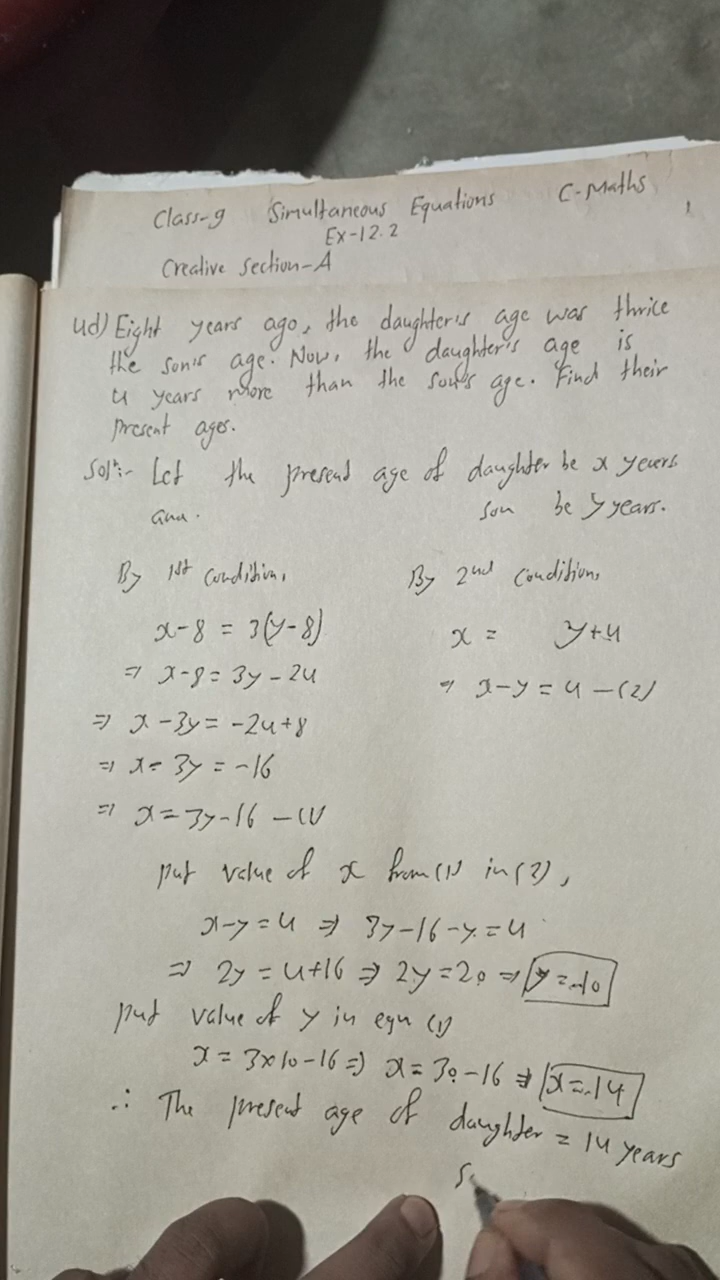 Class-9 Simultaneous Equations C-Maths
Ex-12.2
Creative Section-A
4d) Eight years ago, the daughter's age was thrice
the son's age. Now, the daughter's age is
4 years more than the son's age. Find their
present ages.
Solⁿ:- Let the present age of daughter be x years
and son be y years.
By 1st condition, By 2nd condition,
x-8 = 3(y-8) x = y+4
⇒ x-8 = 3y-24 ⇒ x-y = 4 -(2)
⇒ x-3y = -24+8
⇒ x-3y = -16
⇒ x = 3y-16 -(1)
put value of x from (1) in (2),
x-y = 4 ⇒ 3y-16-y = 4
⇒ 2y = 4+16 ⇒ 2y = 20 ⇒ y = 10
put value of y in eqn (1)
x = 3x10-16 ⇒ x = 30-16 ⇒ x = 14
∴ The present age of daughter = 14 years
S